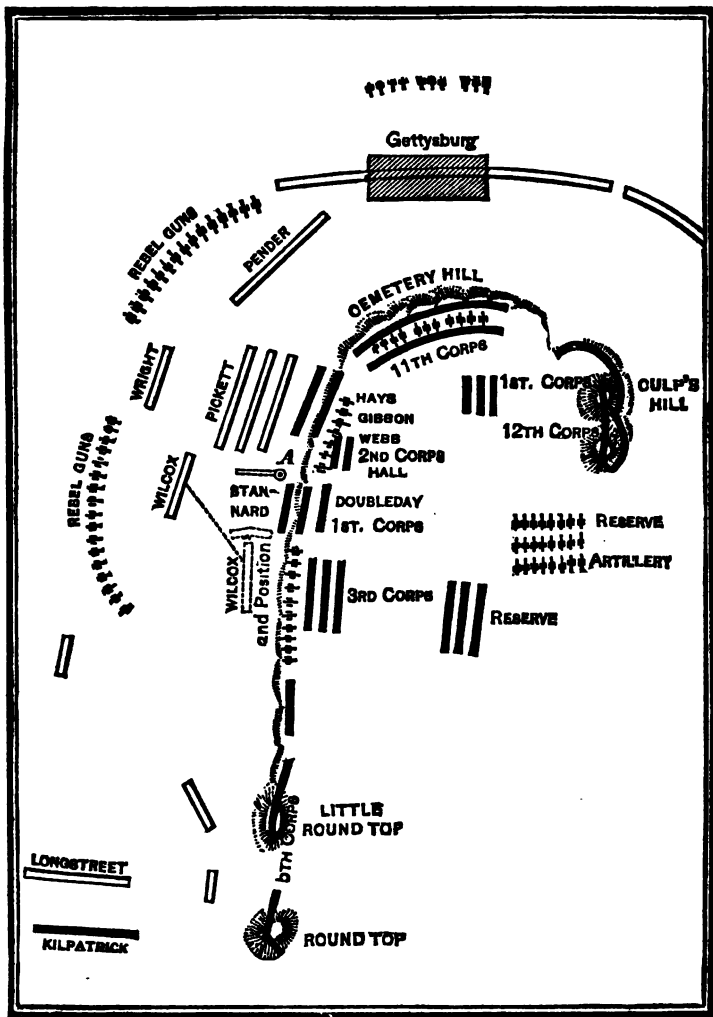 Gettysburg
REBEL GUNS
PENDER
CEMETERY HILL
11TH CORPS
WRIGHT
PICKETT
HAYS
GIBBON
WEBB
2ND CORPS
HALL
1ST. CORPS
CULP'S
HILL
12TH CORPS
REBEL GUNS
WILCOX
A
STAN-
NARD
DOUBLEDAY
1ST. CORPS
RESERVE
ARTILLERY
WILCOX
2nd Position
3RD CORPS
RESERVE
LITTLE
ROUND TOP
5TH CORPS
LONGSTREET
KILPATRICK
ROUND TOP